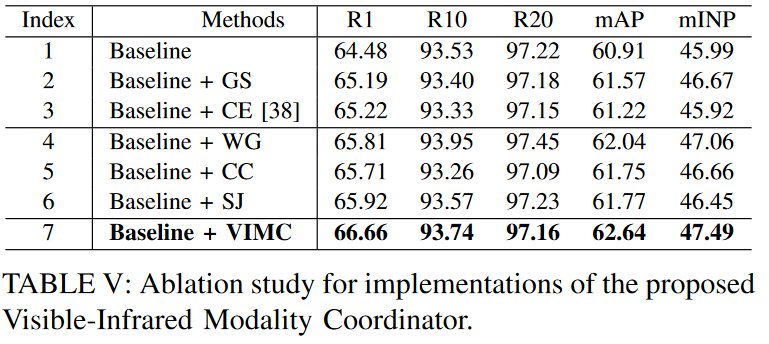 Index Methods R1 R10 R20 mAP mINP
1 Baseline 64.48 93.53 97.22 60.91 45.99
2 Baseline + GS 65.19 93.40 97.18 61.57 46.67
3 Baseline + CE [38] 65.22 93.33 97.15 61.22 45.92
4 Baseline + WG 65.81 93.95 97.45 62.04 47.06
5 Baseline + CC 65.71 93.26 97.09 61.75 46.66
6 Baseline + SJ 65.92 93.57 97.23 61.77 46.45
7 Baseline + VIMC 66.66 93.74 97.16 62.64 47.49
TABLE V: Ablation study for implementations of the proposed
Visible-Infrared Modality Coordinator.